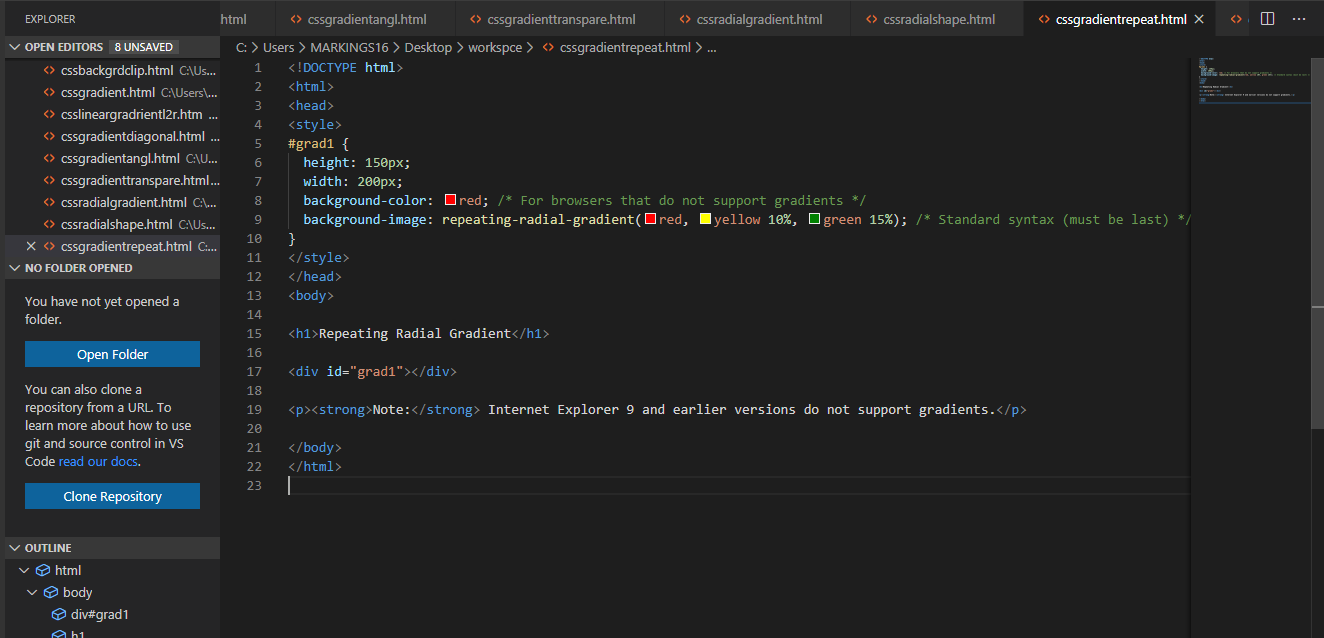 EXPLORER
OPEN EDITORS 8 UNSAVED
cssbackgrdclip.html C:\Us...
cssgradient.html C:\Users\...
csslineargradrientl2r.htm ...
cssgradientdiagonal.html ...
cssgradientangl.html C:\U...
cssgradienttranspare.html...
cssradialgradient.html C:\...
cssradialshape.html C:\Us...
cssgradientrepeat.html C:...
NO FOLDER OPENED
You have not yet opened a
folder.
Open Folder
You can also clone a
repository from a URL. To
learn more about how to use
git and source control in VS
Code read our docs.
Clone Repository
OUTLINE
html
body
div#grad1
h1
html cssgradientangl.html cssgradienttranspare.html cssradialgradient.html cssradialshape.html cssgradientrepeat.html
C: > Users > MARKINGS16 > Desktop > workspce > cssgradientrepeat.html > ...
1 <!DOCTYPE html>
2 <html>
3 <head>
4 <style>
5 #grad1 {
6 height: 150px;
7 width: 200px;
8 background-color: red; /* For browsers that do not support gradients */
9 background-image: repeating-radial-gradient(red, yellow 10%, green 15%); /* Standard syntax (must be last) */
10 }
11 </style>
12 </head>
13 <body>
14
15 <h1>Repeating Radial Gradient</h1>
16
17 <div id="grad1"></div>
18
19 <p><strong>Note:</strong> Internet Explorer 9 and earlier versions do not support gradients.</p>
20
21 </body>
22 </html>
23